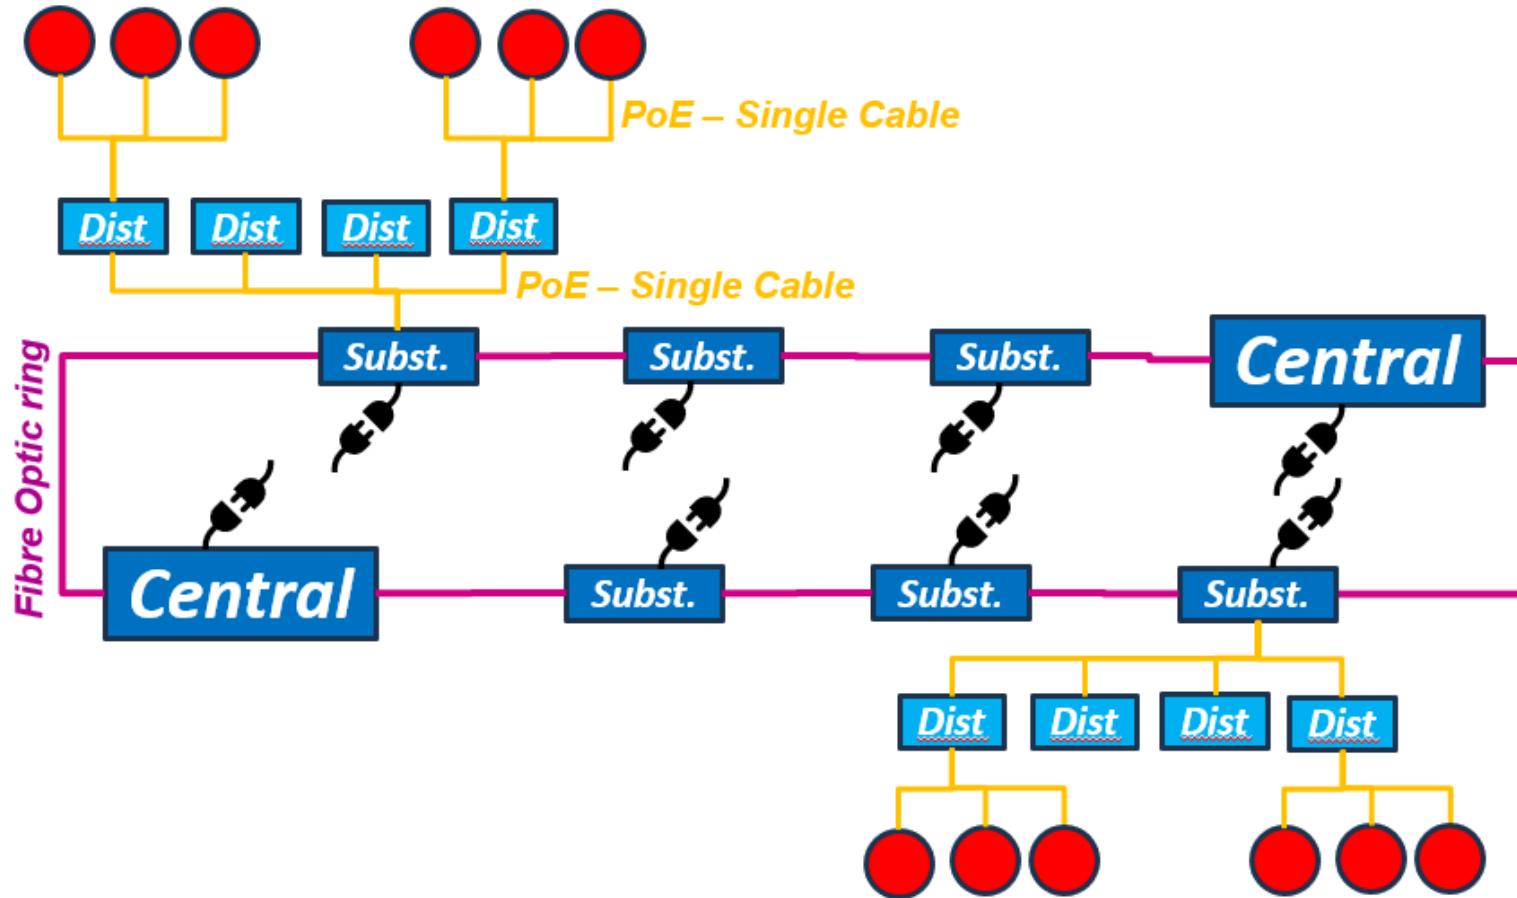 PoE – Single Cable
Dist
Dist
Dist
Dist
PoE – Single Cable
Fibre Optic ring
Subst.
Subst.
Subst.
Central
Central
Subst.
Subst.
Subst.
Dist
Dist
Dist
Dist